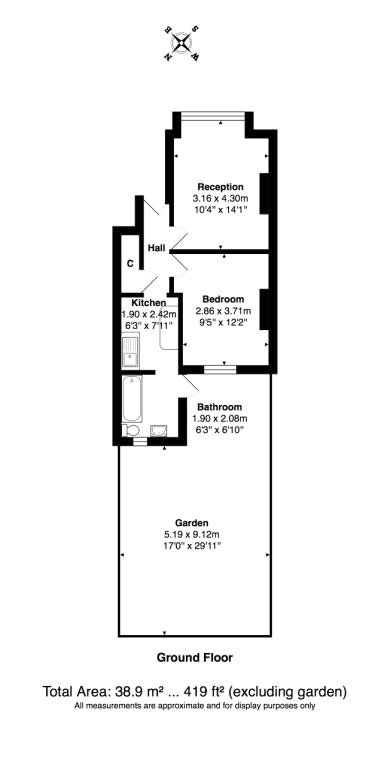 E
S
N
W
Reception
3.16 x 4.30m
10'4" x 14'1"
Hall
C
Bedroom
2.86 x 3.71m
9'5" x 12'2"
Kitchen
1.90 x 2.42m
6'3" x 7'11"
Bathroom
1.90 x 2.08m
6'3" x 6'10"
Garden
5.19 x 9.12m
17'0" x 29'11"
Ground Floor
Total Area: 38.9 m² ... 419 ft² (excluding garden)
All measurements are approximate and for display purposes only